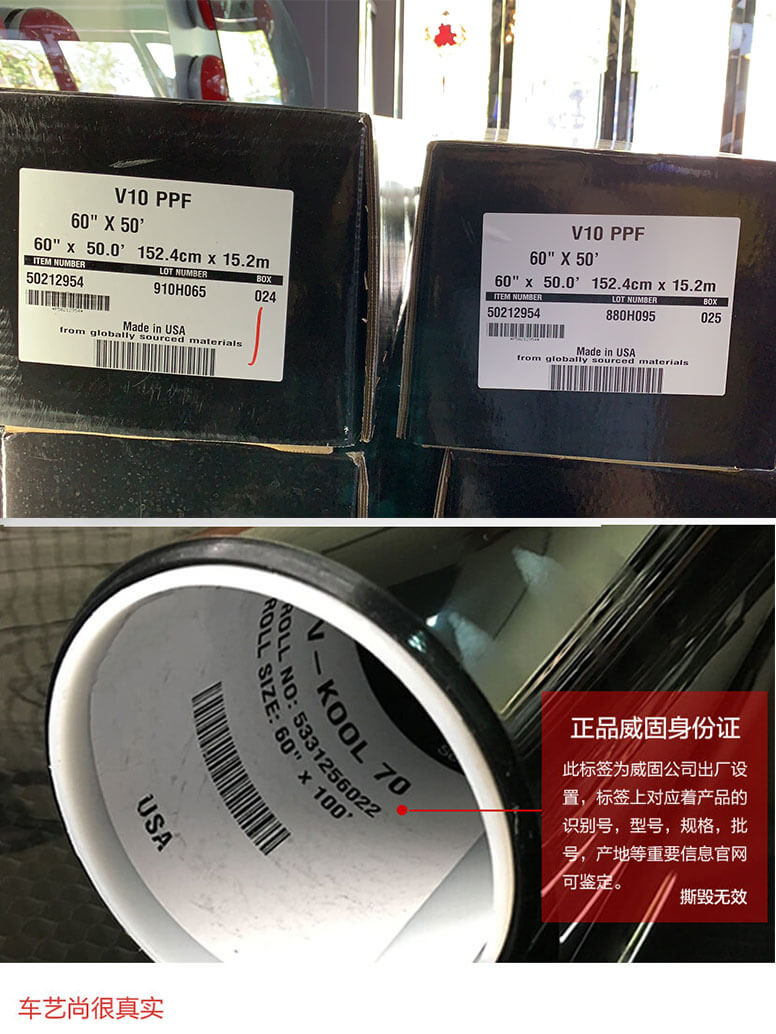 V10 PPF
60" X 50'
60" x 50.0' 152.4cm x 15.2m
ITEM NUMBER LOT NUMBER BOX
50212954 910H065 024
*P50212954*
Made in USA
from globally sourced materials
V10 PPF
60" X 50'
60" x 50.0' 152.4cm x 15.2m
ITEM NUMBER LOT NUMBER BOX
50212954 880H095 025
*P50212954*
Made in USA
from globally sourced materials
V – KOOL 70
ROLL NO: 5331256022
ROLL SIZE: 60" x 100'
USA
正品威固身份证
此标签为威固公司出厂设
置，标签上对应着产品的
识别号，型号，规格，批
号，产地等重要信息官网
可鉴定。
撕毁无效
车艺尚很真实